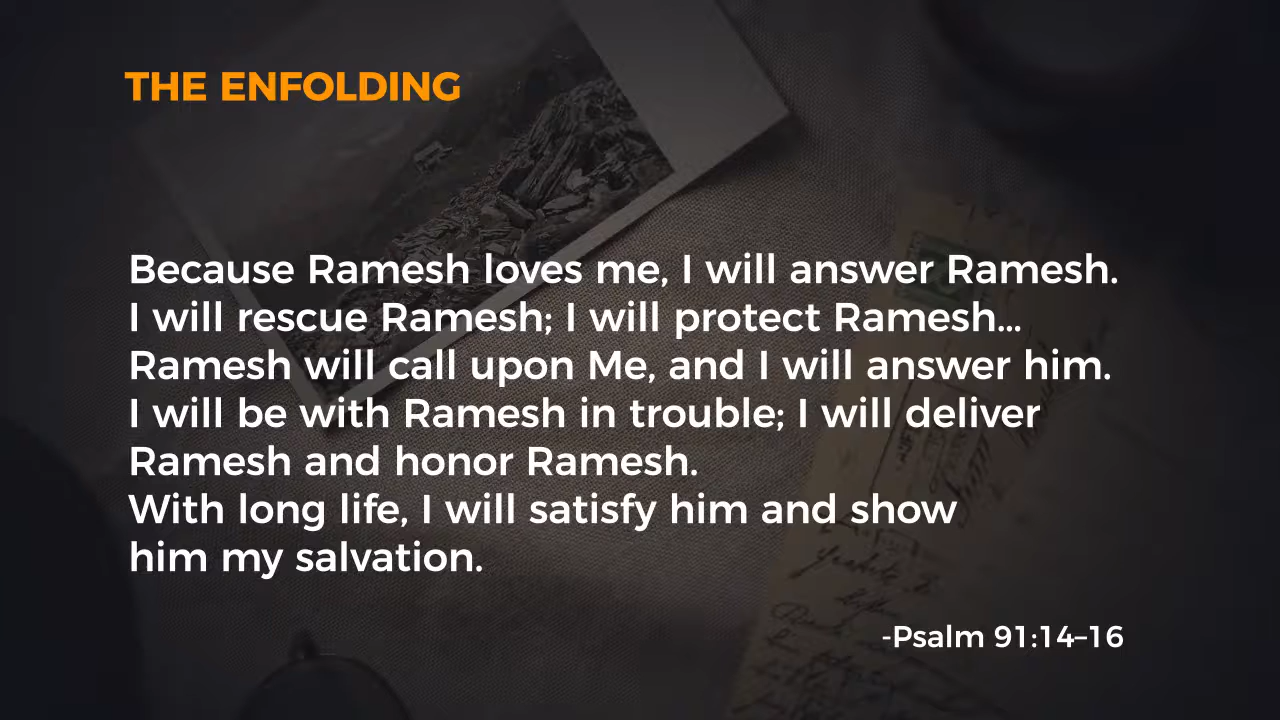 THE ENFOLDING
Because Ramesh loves me, I will answer Ramesh.
I will rescue Ramesh; I will protect Ramesh...
Ramesh will call upon Me, and I will answer him.
I will be with Ramesh in trouble; I will deliver
Ramesh and honor Ramesh.
With long life, I will satisfy him and show
him my salvation.
-Psalm 91:14–16